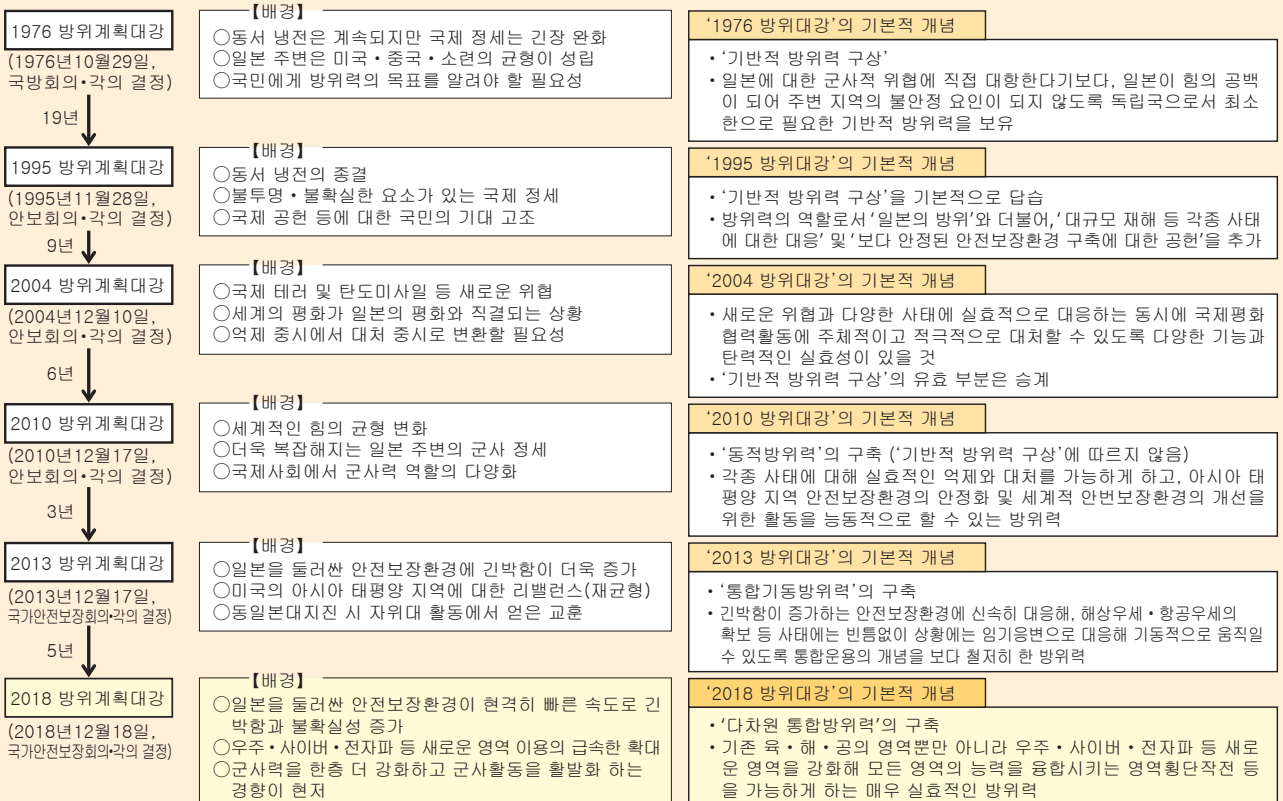 1976 방위계획대강
(1976년10월29일,
국방회의·각의 결정)
【배경】
○동서 냉전은 계속되지만 국제 정세는 긴장 완화
○일본 주변은 미국・중국・소련의 균형이 성립
○국민에게 방위력의 목표를 알려야 할 필요성
'1976 방위대강'의 기본적 개념
・'기반적 방위력 구상'
・일본에 대한 군사적 위협에 직접 대항한다기보다, 일본이 힘의 공백
이 되어 주변 지역의 불안정 요인이 되지 않도록 독립국으로서 최소
한으로 필요한 기반적 방위력을 보유
19년
1995 방위계획대강
(1995년11월28일,
안보회의•각의 결정)
【배경】
○동서 냉전의 종결
○불투명・불확실한 요소가 있는 국제 정세
○국제 공헌 등에 대한 국민의 기대 고조
'1995 방위대강'의 기본적 개념
・'기반적 방위력 구상'을 기본적으로 답습
・방위력의 역할로서 '일본의 방위'와 더불어, '대규모 재해 등 각종 사태
에 대한 대응' 및 '보다 안정된 안전보장환경 구축에 대한 공헌'을 추가
9년
2004 방위계획대강
(2004년12월10일,
안보회의•각의 결정)
【배경】
○국제 테러 및 탄도미사일 등 새로운 위협
○세계의 평화가 일본의 평화와 직결되는 상황
○억제 중시에서 대처 중시로 변환할 필요성
'2004 방위대강'의 기본적 개념
・새로운 위협과 다양한 사태에 실효적으로 대응하는 동시에 국제평화
협력활동에 주체적이고 적극적으로 대처할 수 있도록 다양한 기능과
탄력적인 실효성이 있을 것
・'기반적 방위력 구상'의 유효 부분은 승계
6년
2010 방위계획대강
(2010년12월17일,
안보회의•각의 결정)
【배경】
○세계적인 힘의 균형 변화
○더욱 복잡해지는 일본 주변의 군사 정세
○국제사회에서 군사력 역할의 다양화
'2010 방위대강'의 기본적 개념
・'동적방위력'의 구축 ('기반적 방위력 구상'에 따르지 않음)
・각종 사태에 대해 실효적인 억제와 대처를 가능하게 하고, 아시아 태
평양 지역 안전보장환경의 안정화 및 세계적 안번보장환경의 개선을
위한 활동을 능동적으로 할 수 있는 방위력
3년
2013 방위계획대강
(2013년12월17일,
국가안전보장회의•각의 결정)
【배경】
○일본을 둘러싼 안전보장환경에 긴박함이 더욱 증가
○미국의 아시아 태평양 지역에 대한 리밸런스(재균형)
○동일본대지진 시 자위대 활동에서 얻은 교훈
'2013 방위대강'의 기본적 개념
・'통합기동방위력'의 구축
・긴박함이 증가하는 안전보장환경에 신속히 대응해, 해상우세・항공우세의
확보 등 사태에는 빈틈없이 상황에는 임기응변으로 대응해 기동적으로 움직일
수 있도록 통합운용의 개념을 보다 철저히 한 방위력
5년
2018 방위계획대강
(2018년12월18일,
국가안전보장회의•각의 결정)
【배경】
○일본을 둘러싼 안전보장환경이 현격히 빠른 속도로 긴
박함과 불확실성 증가
○우주・사이버・전자파 등 새로운 영역 이용의 급속한 확대
○군사력을 한층 더 강화하고 군사활동을 활발화 하는
경향이 현저
'2018 방위대강'의 기본적 개념
・'다차원 통합방위력'의 구축
・기존 육・해・공의 영역뿐만 아니라 우주・사이버・전자파 등 새로
운 영역을 강화해 모든 영역의 능력을 융합시키는 영역횡단작전 등
을 가능하게 하는 매우 실효적인 방위력